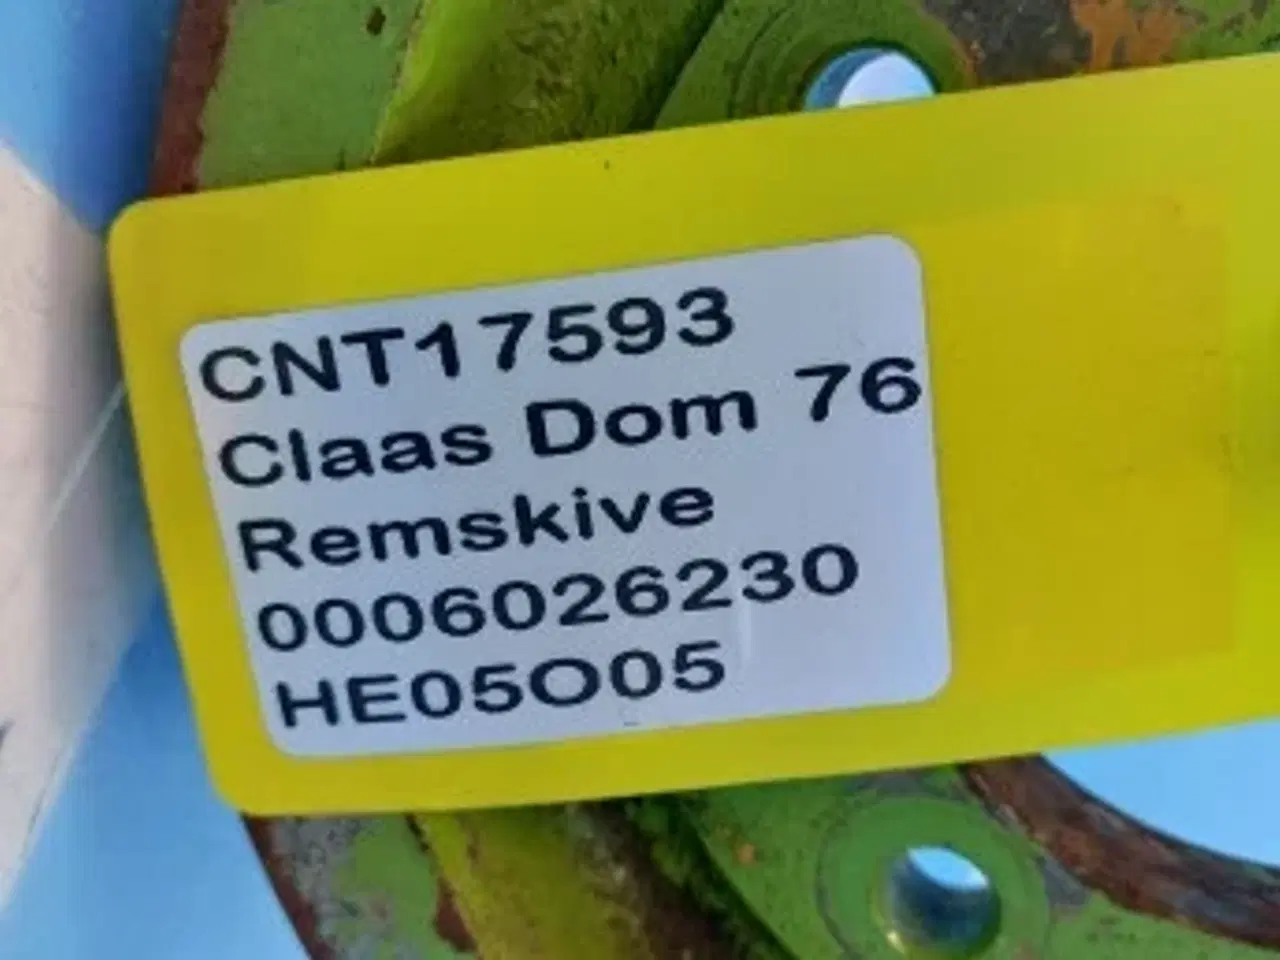 CNT17593
Claas Dom 76
Remskive
0006026230
HE05O05